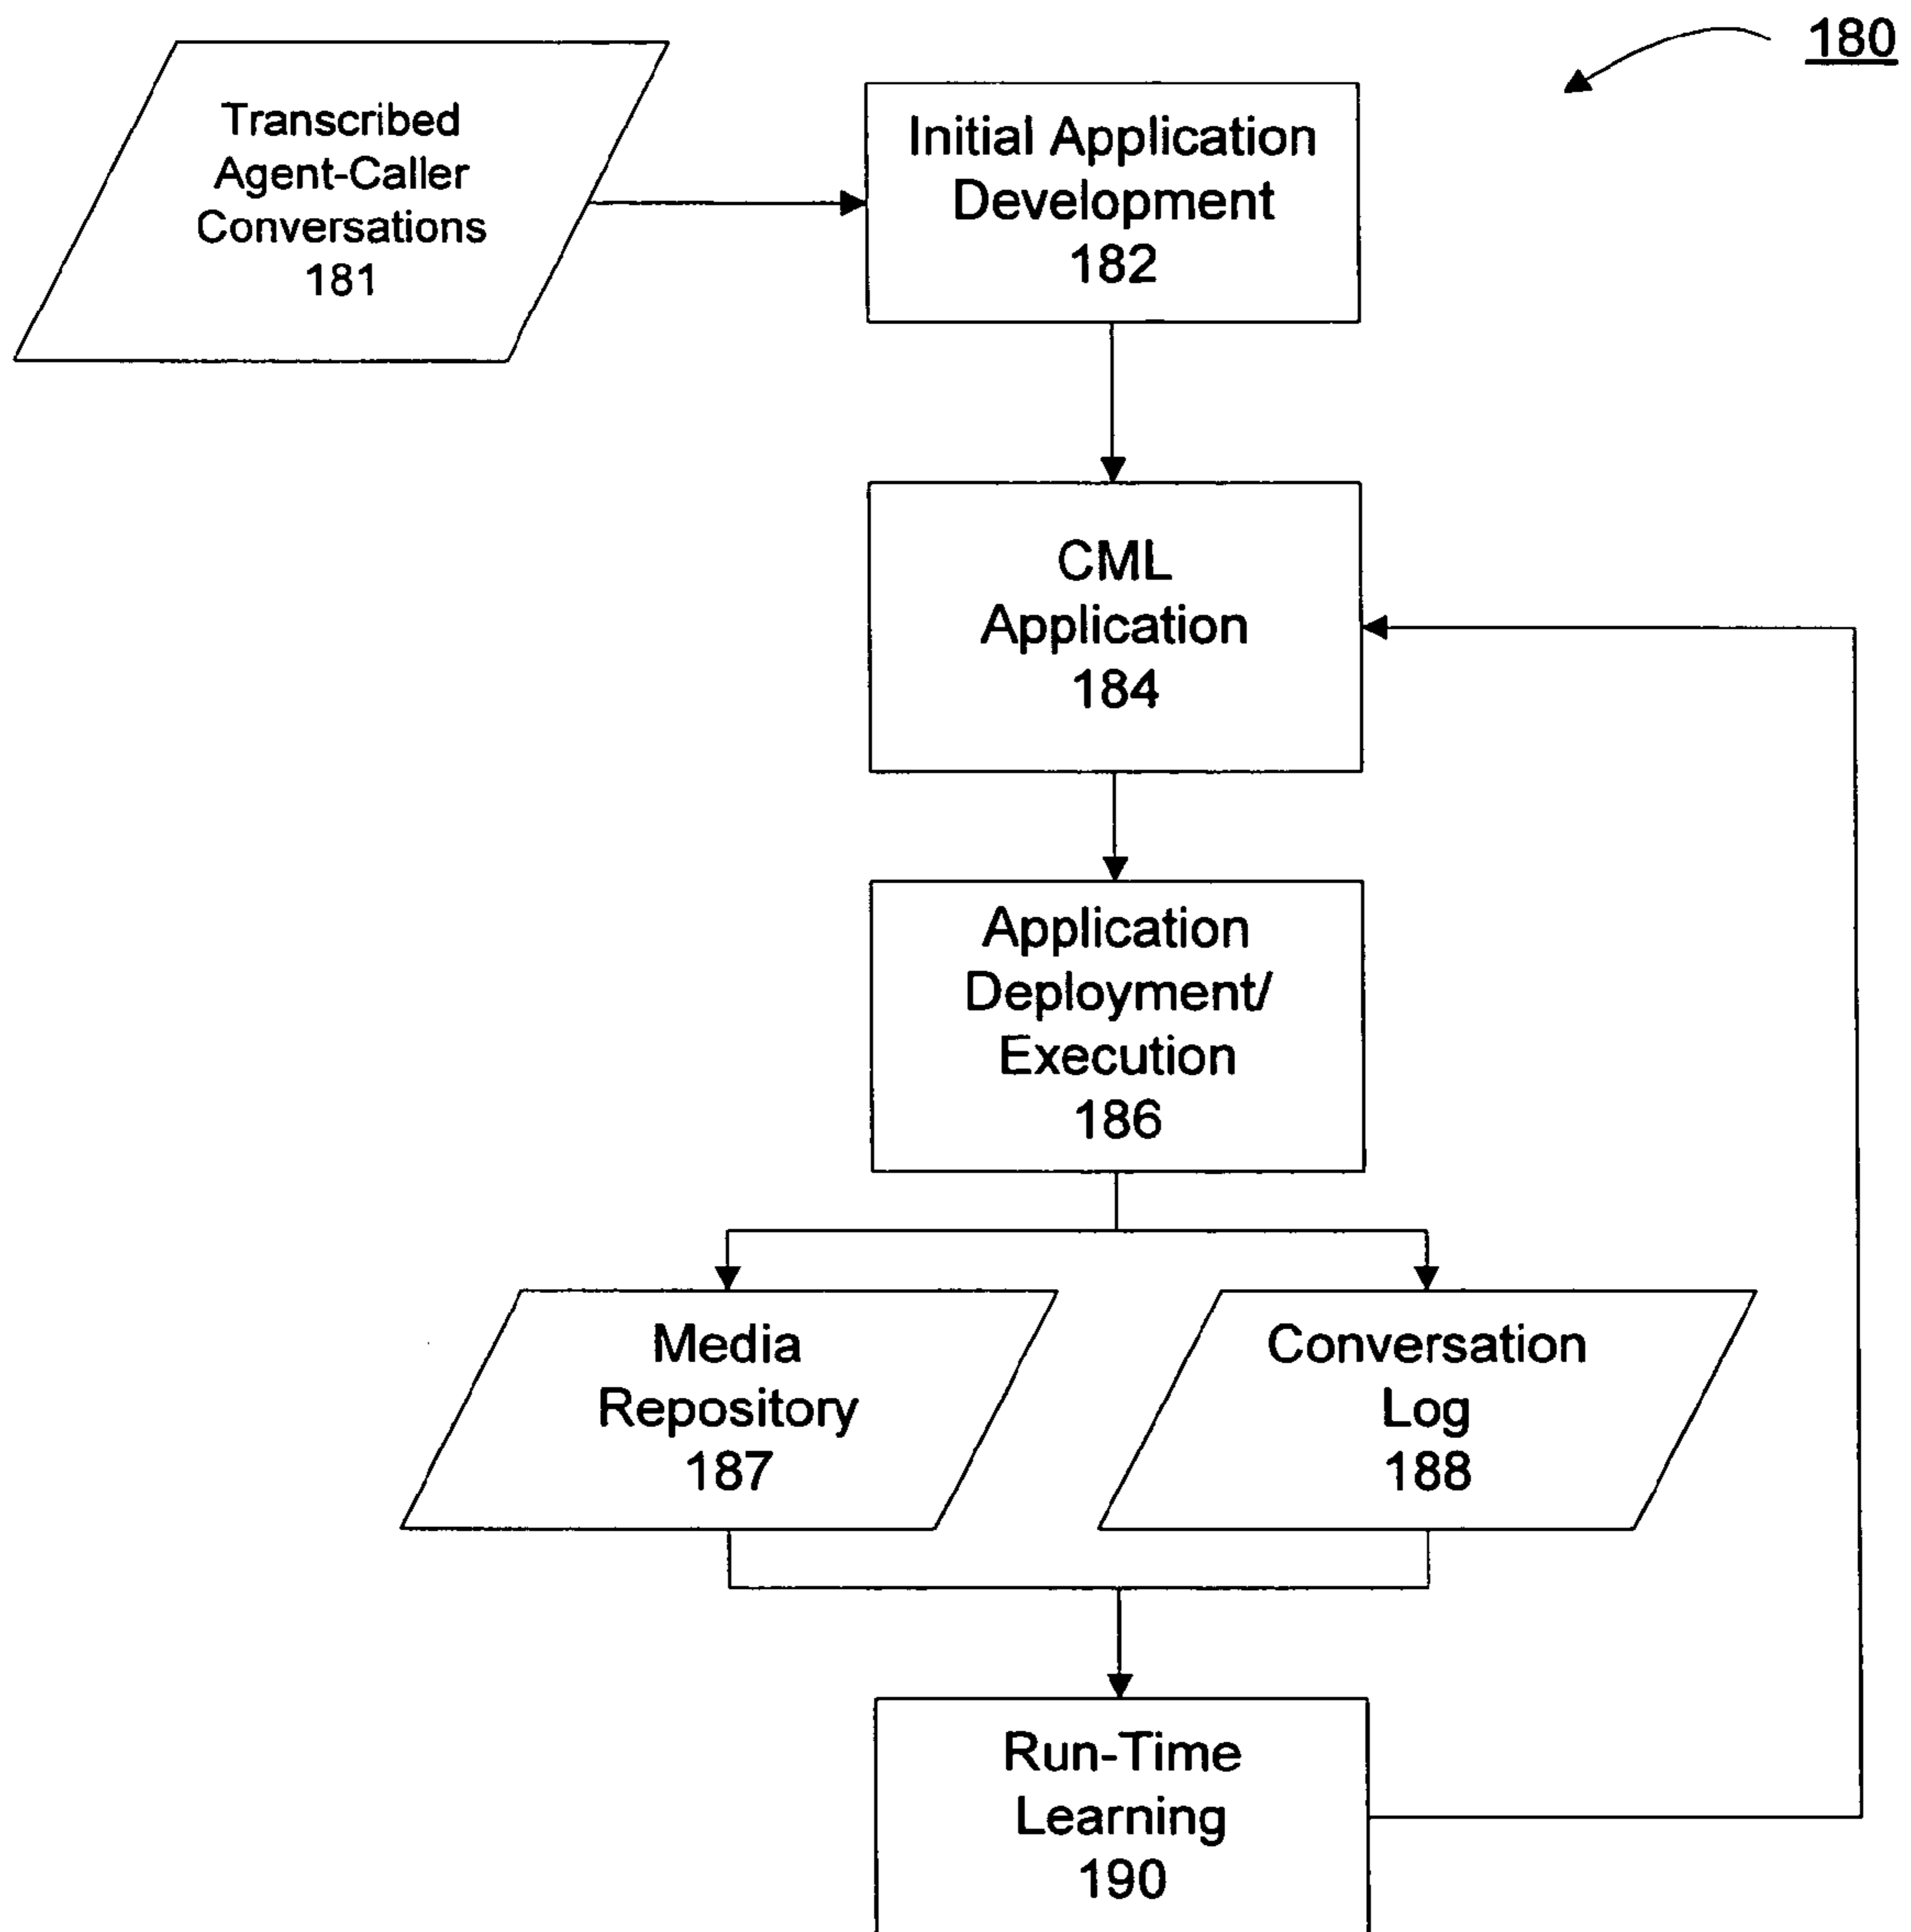 180
Transcribed
Agent-Caller
Conversations
181
Initial Application
Development
182
CML
Application
184
Application
Deployment/
Execution
186
Media
Repository
187
Conversation
Log
188
Run-Time
Learning
190